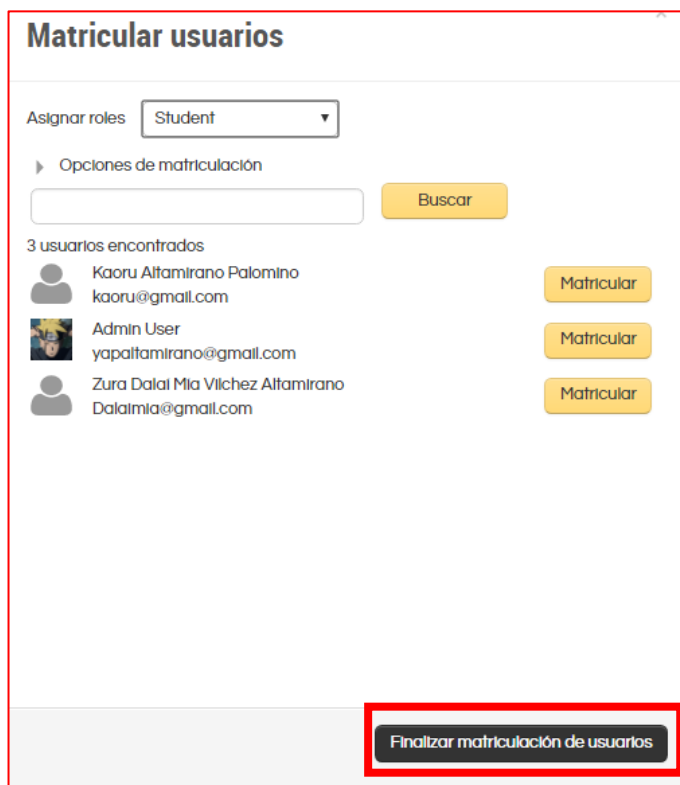 Matricular usuarios
Asignar roles Student
Opciones de matriculación
Buscar
3 usuarios encontrados
Kaoru Altamirano Palomino
kaoru@gmail.com
Matricular
Admin User
yapaltamirano@gmail.com
Matricular
Zura Dalai Mia Vilchez Altamirano
Dalaimia@gmail.com
Matricular
Finalizar matriculación de usuarios